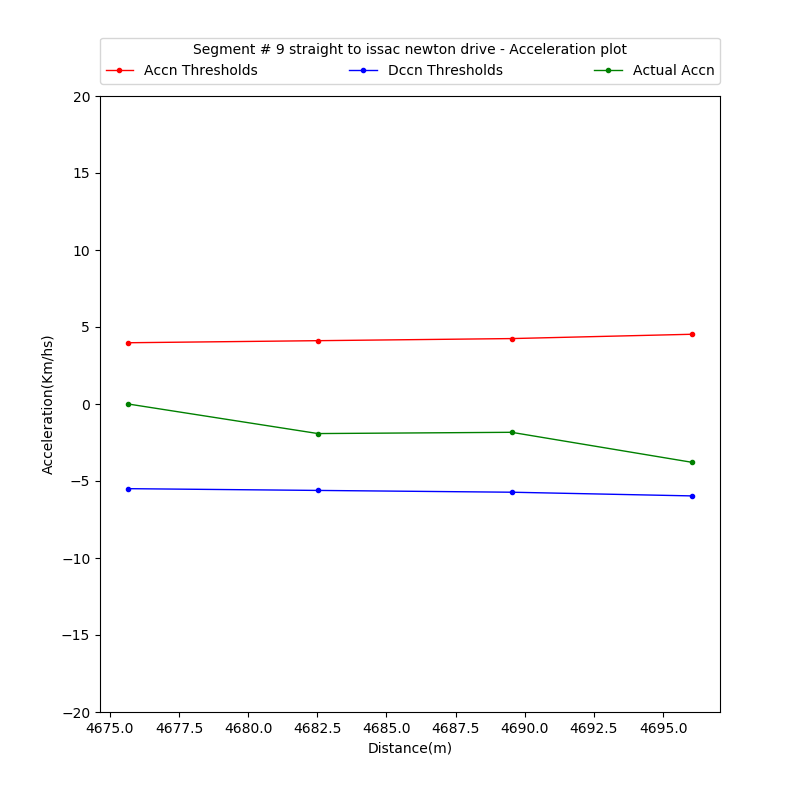 Segment # 9 straight to issac newton drive - Acceleration plot
Accn Thresholds Dccn Thresholds Actual Accn
20
15
10
5
0
−5
−10
−15
−20
Acceleration(Km/hs)
4675.0 4677.5 4680.0 4682.5 4685.0 4687.5 4690.0 4692.5 4695.0
Distance(m)